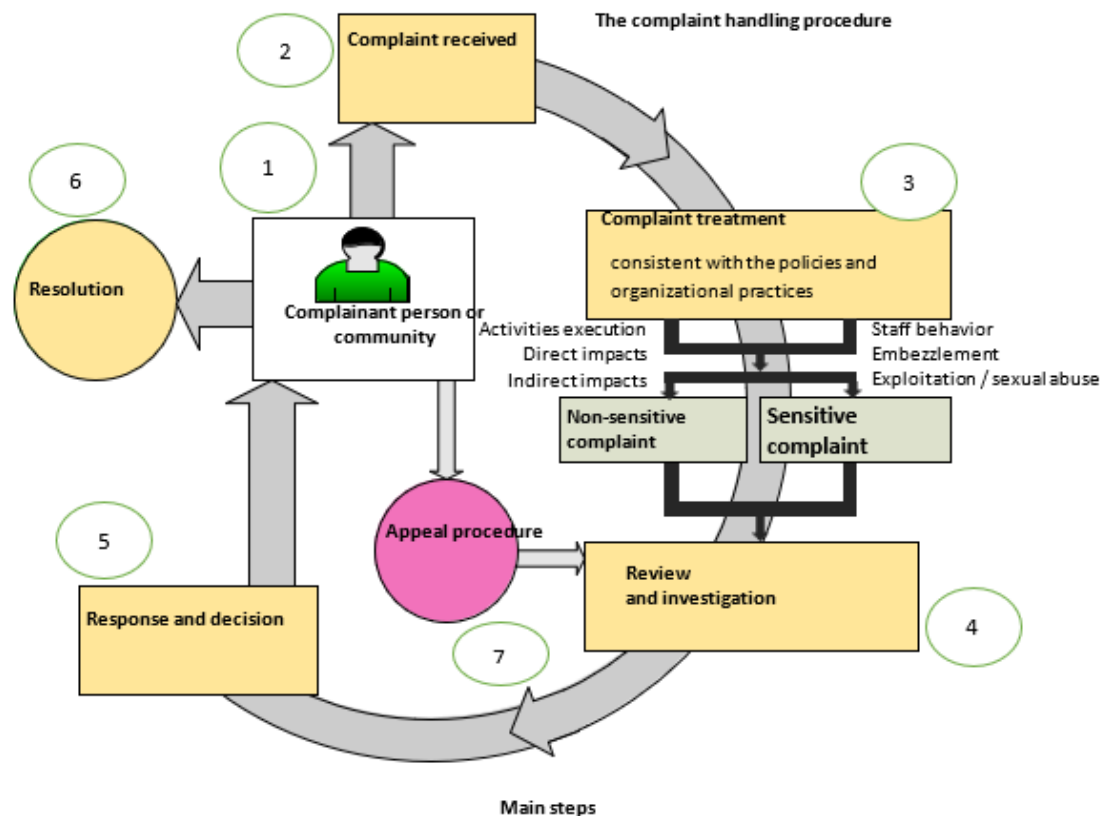 The complaint handling procedure
2
Complaint received
1
6
3
Complaint treatment
consistent with the policies and
organizational practices
Resolution
Complainant person or
community
Activities execution
Direct impacts
Indirect impacts
Staff behavior
Embezzlement
Exploitation / sexual abuse
Non-sensitive
complaint
Sensitive
complaint
5
Appeal procedure
Review
and investigation
Response and decision
4
7
Main steps